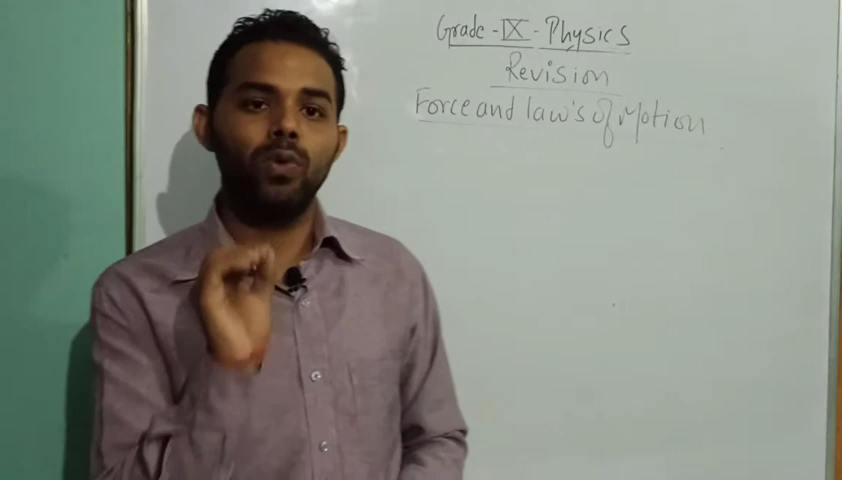 Grade - IX - Physics
Revision
Force and law's of Motion